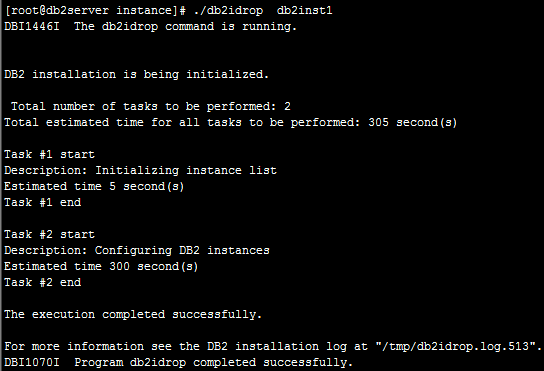 [root@db2server instance]# ./db2idrop  db2inst1
DBI1446I  The db2idrop command is running.
DB2 installation is being initialized.
Total number of tasks to be performed: 2
Total estimated time for all tasks to be performed: 305 second(s)
Task #1 start
Description: Initializing instance list
Estimated time 5 second(s)
Task #1 end
Task #2 start
Description: Configuring DB2 instances
Estimated time 300 second(s)
Task #2 end
The execution completed successfully.
For more information see the DB2 installation log at "/tmp/db2idrop.log.513".
DBI1070I  Program db2idrop completed successfully.